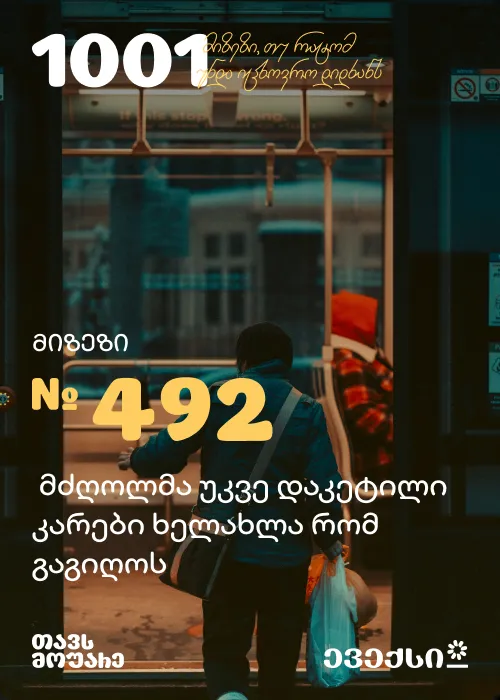 1001 მიზეზი, თუ რატომ
უნდა იცხოვრო დიდხანს
მიზეზი
№ 492
მძღოლმა უკვე დაკეტილი
კარები ხელახლა რომ
გაგიღოს
თავს
მოუარე
ევექსი